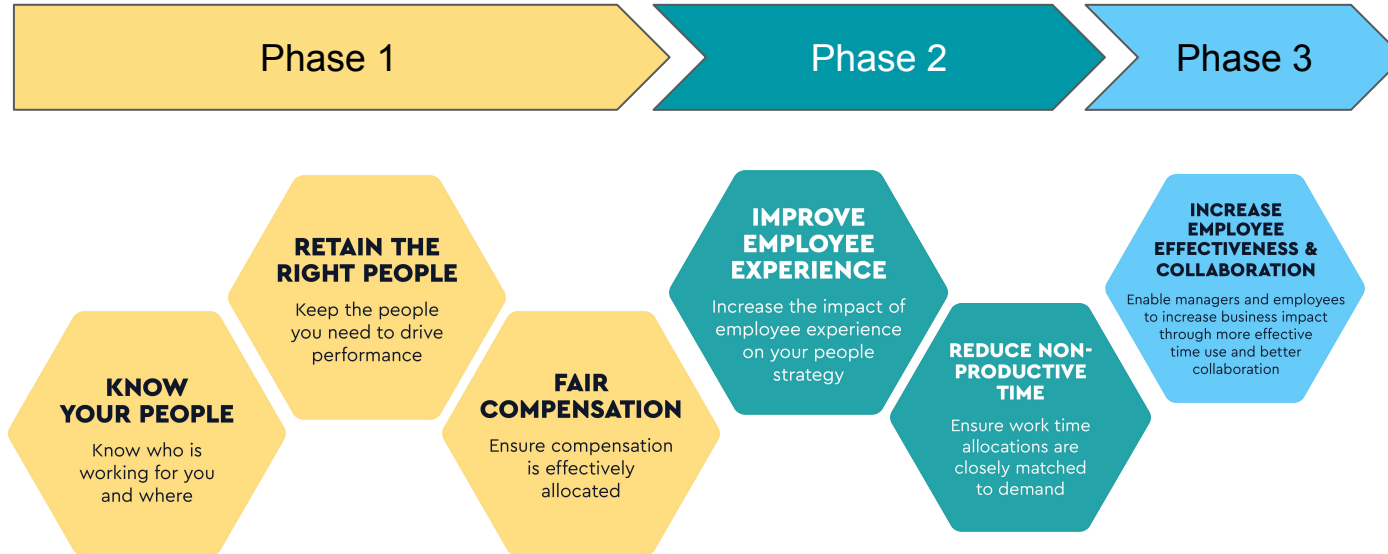 Phase 1
Phase 2
Phase 3
KNOW
YOUR PEOPLE
Know who is
working for you
and where
RETAIN THE
RIGHT PEOPLE
Keep the people
you need to drive
performance
FAIR
COMPENSATION
Ensure compensation
is effectively
allocated
IMPROVE
EMPLOYEE
EXPERIENCE
Increase the impact of
employee experience
on your people
strategy
REDUCE NON-
PRODUCTIVE
TIME
Ensure work time
allocations are
closely matched
to demand
INCREASE
EMPLOYEE
EFFECTIVENESS &
COLLABORATION
Enable managers and employees
to increase business impact
through more effective
time use and better
collaboration